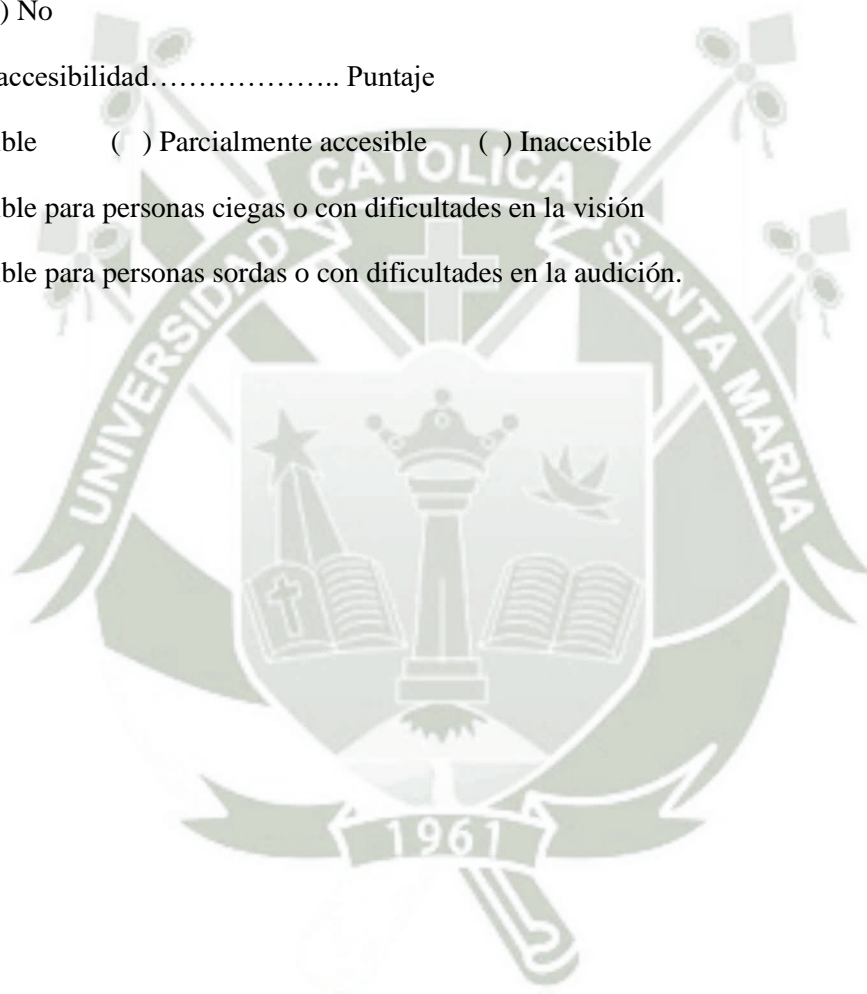 ) No
accesibilidad……………….. Puntaje
ble ( ) Parcialmente accesible ( ) Inaccesible
ble para personas ciegas o con dificultades en la visión
ble para personas sordas o con dificultades en la audición.
UNIVERSIDAD CATOLICA SANTA MARIA
1961